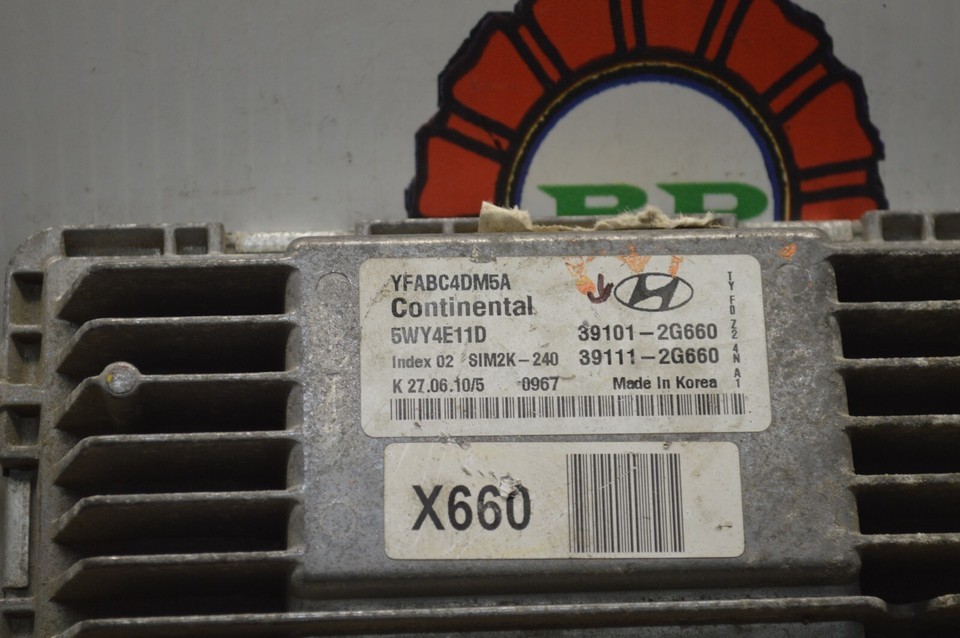 YFABC4DM5A
Continental
5WY4E11D 39101-2G660
Index 02 SIM2K-240 39111-2G660
K 27.06.10/5 0967 Made In Korea
X660